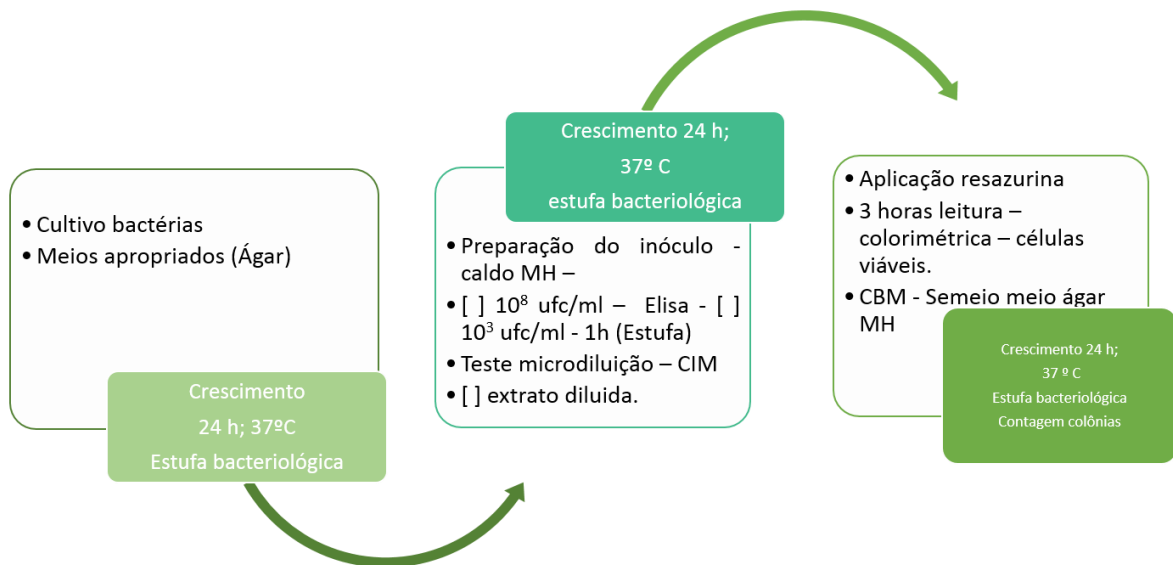 • Cultivo bactérias
• Meios apropriados (Ágar)
Crescimento
24 h; 37ºC
Estufa bacteriológica
Crescimento 24 h;
37º C
estufa bacteriológica
• Preparação do inóculo -
caldo MH –
• [ ] 10⁸ ufc/ml – Elisa - [ ]
10³ ufc/ml - 1h (Estufa)
• Teste microdiluição – CIM
• [ ] extrato diluida.
• Aplicação resazurina
• 3 horas leitura –
colorimétrica – células
viáveis.
• CBM - Semeio meio ágar
MH
Crescimento 24 h;
37 º C
Estufa bacteriológica
Contagem colônias